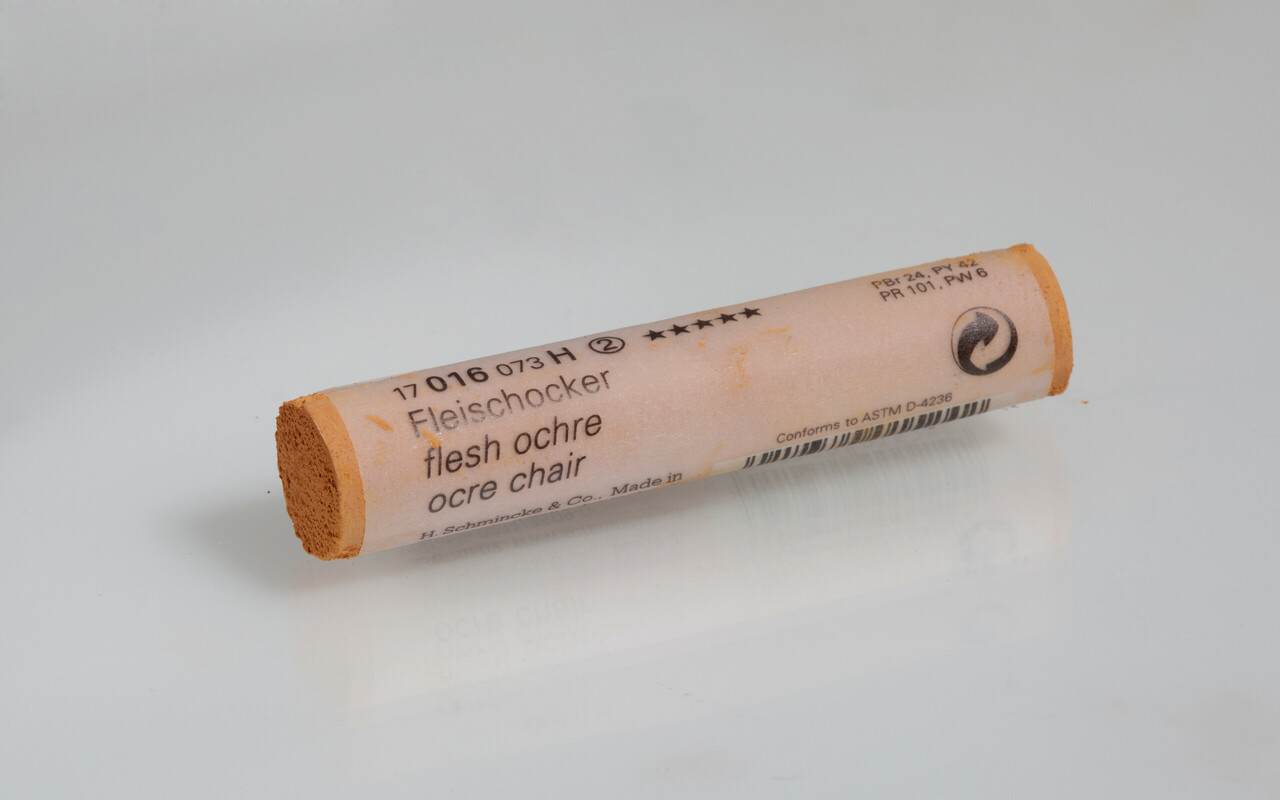 17 016 073 H ② ★★★★★
Fleischocker
flesh ochre
ocre chair
H. Schmincke & Co., Made in
PBr 24, PY 42
PR 101, PW 6
Conforms to ASTM D-4236